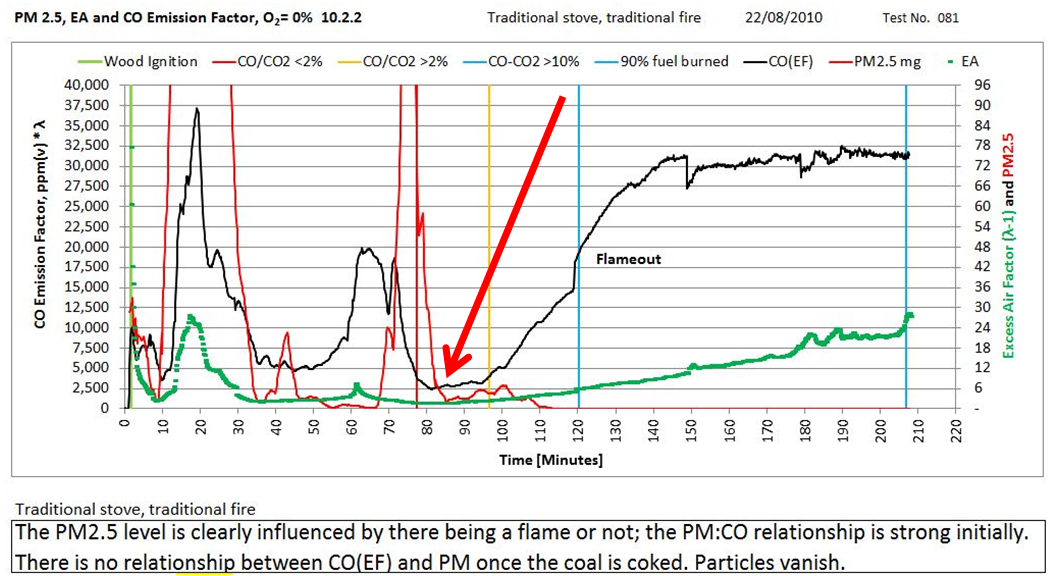 PM 2.5, EA and CO Emission Factor, O2= 0%  10.2.2
Traditional stove, traditional fire
22/08/2010
Test No.  081
Wood Ignition
CO/CO2 <2%
CO/CO2 >2%
CO-CO2 >10%
90% fuel burned
CO(EF)
PM2.5 mg
EA
CO Emission Factor, ppm(v) * λ
40,000
37,500
35,000
32,500
30,000
27,500
25,000
22,500
20,000
17,500
15,000
12,500
10,000
7,500
5,000
2,500
0
Flameout
96
90
84
78
72
66
60
54
48
42
36
30
24
18
12
6
-
Excess Air Factor (λ-1) and PM2.5
0 10 20 30 40 50 60 70 80 90 100 110 120 130 140 150 160 170 180 190 200 210 220
Time [Minutes]
Traditional stove, traditional fire
The PM2.5 level is clearly influenced by there being a flame or not; the PM:CO relationship is strong initially.
There is no relationship between CO(EF) and PM once the coal is coked. Particles vanish.